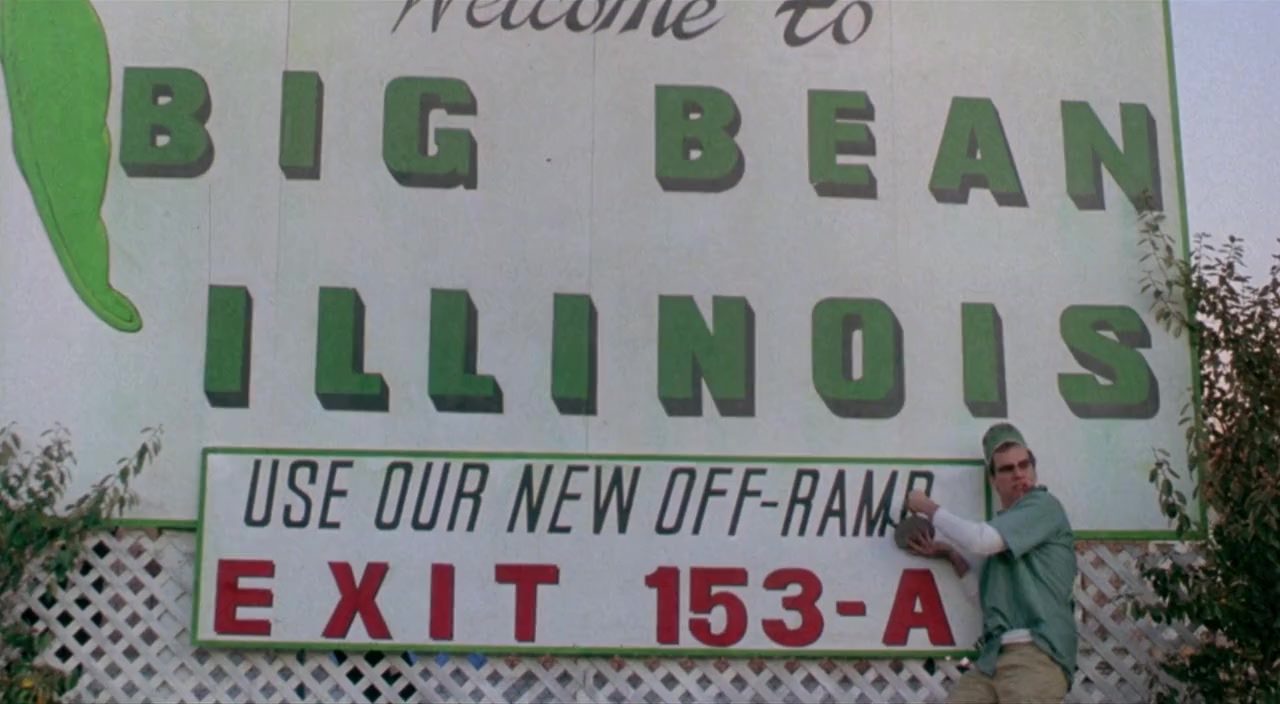 Welcome to
BIG BEAN
ILLINOIS
USE OUR NEW OFF-RAMP
EXIT 153-A